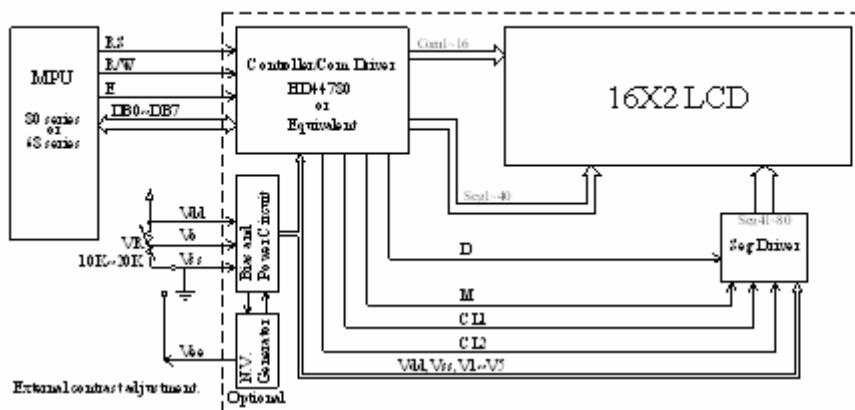 MPU
80 series
or
68 series
RS
R/W
E
DB0~DB7
Controller/Com Driver
HD44780
or
Equivalent
Com1~16
16X2 LCD
Seg1~40
Seg41~80
Seg Driver
D
M
CL1
CL2
Vdd, Vss, V1~V5
Vdd
Vo
Vss
VR
10K~20K
Bias and
Power Circuit
N.V.
Generator
Optional
Vee
External contrast adjustment.